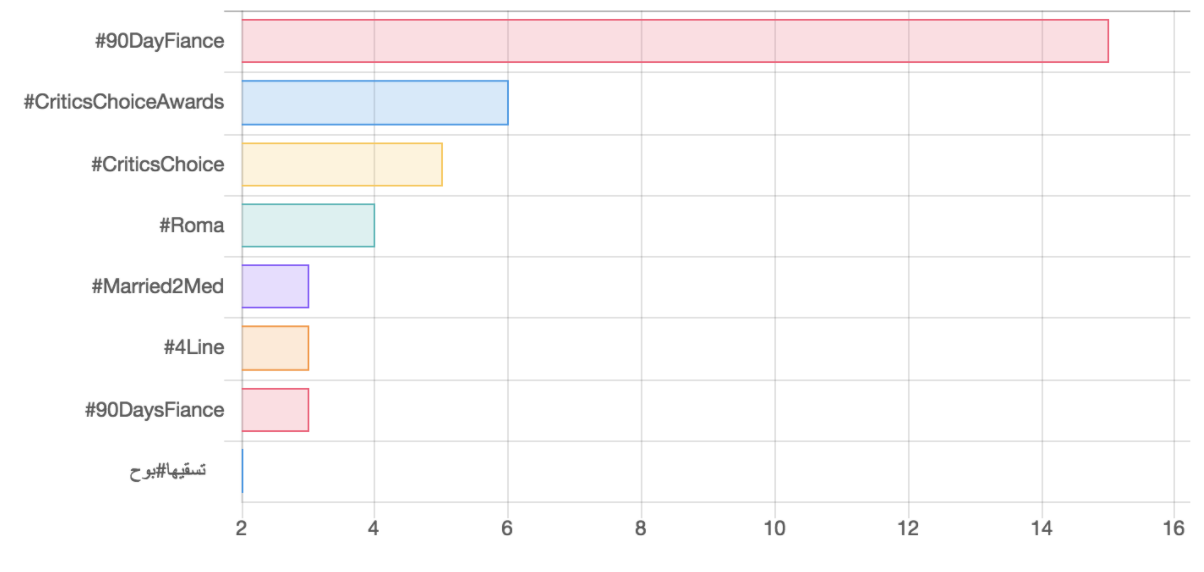 #90DayFiance
#CriticsChoiceAwards
#CriticsChoice
#Roma
#Married2Med
#4Line
#90DaysFiance
تسقيها#بوح
2 4 6 8 10 12 14 16